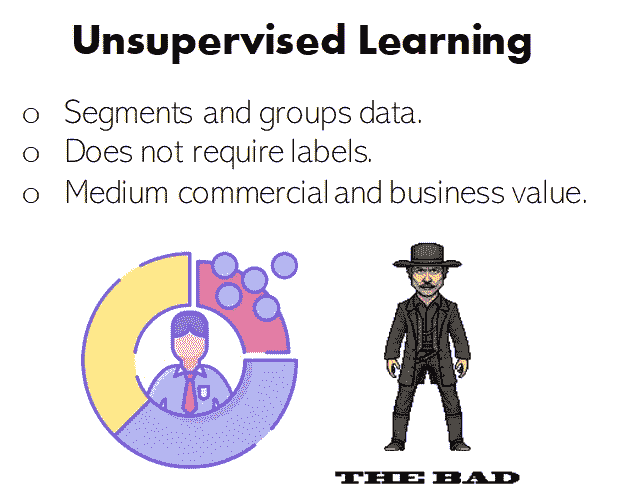 Unsupervised Learning
o Segments and groups data.
o Does not require labels.
o Medium commercial and business value.
THE BAD